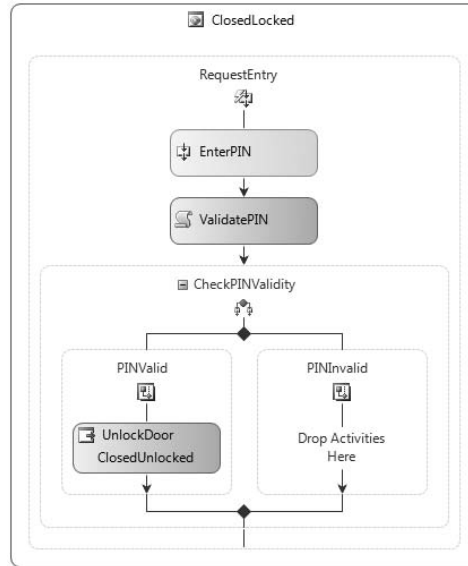 ClosedLocked
RequestEntry
EnterPIN
ValidatePIN
CheckPINValidity
PINValid
PINInvalid
UnlockDoor
ClosedUnlocked
Drop Activities
Here